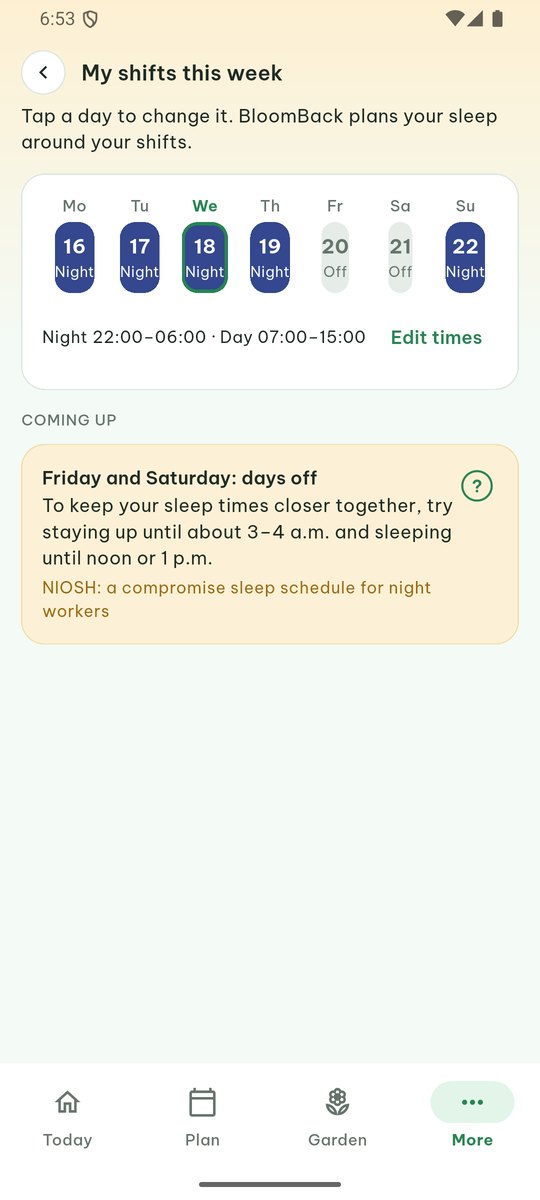 6:53
My shifts this week
Tap a day to change it. BloomBack plans your sleep
around your shifts.
Mo Tu We Th Fr Sa Su
16 17 18 19 20 21 22
Night Night Night Night Off Off Night
Night 22:00–06:00 · Day 07:00–15:00 Edit times
COMING UP
Friday and Saturday: days off
?
To keep your sleep times closer together, try
staying up until about 3–4 a.m. and sleeping
until noon or 1 p.m.
NIOSH: a compromise sleep schedule for night
workers
Today Plan Garden More